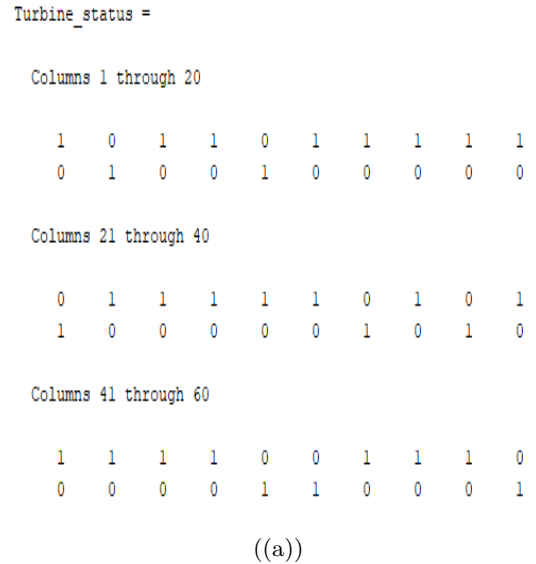 Turbine_status =
Columns 1 through 20
1 0 1 1 0 1 1 1 1 1
0 1 0 0 1 0 0 0 0 0
Columns 21 through 40
0 1 1 1 1 1 0 1 0 1
1 0 0 0 0 0 1 0 1 0
Columns 41 through 60
1 1 1 1 0 0 1 1 1 0
0 0 0 0 1 1 0 0 0 1
((a))